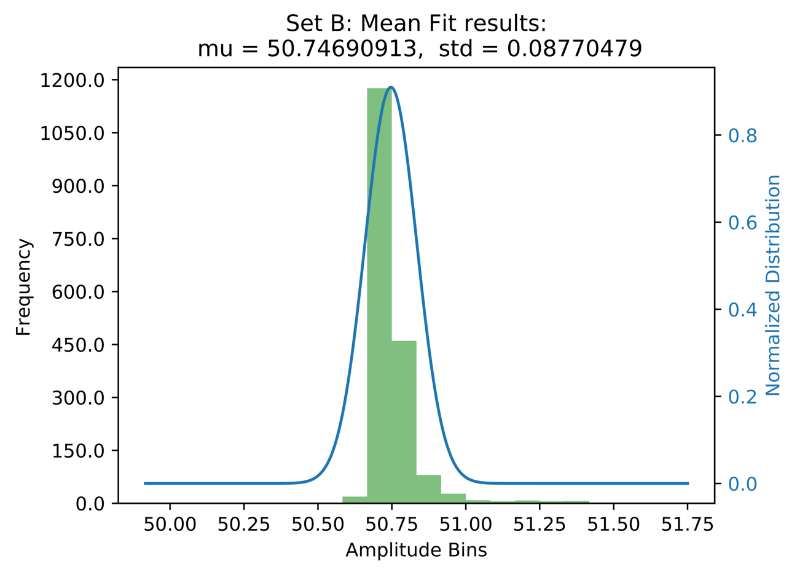 Set B: Mean Fit results:
mu = 50.74690913,  std = 0.08770479
1200.0
1050.0
900.0
750.0
600.0
450.0
300.0
150.0
0.0
Frequency
0.8
0.6
0.4
0.2
0.0
Normalized Distribution
50.00 50.25 50.50 50.75 51.00 51.25 51.50 51.75
Amplitude Bins